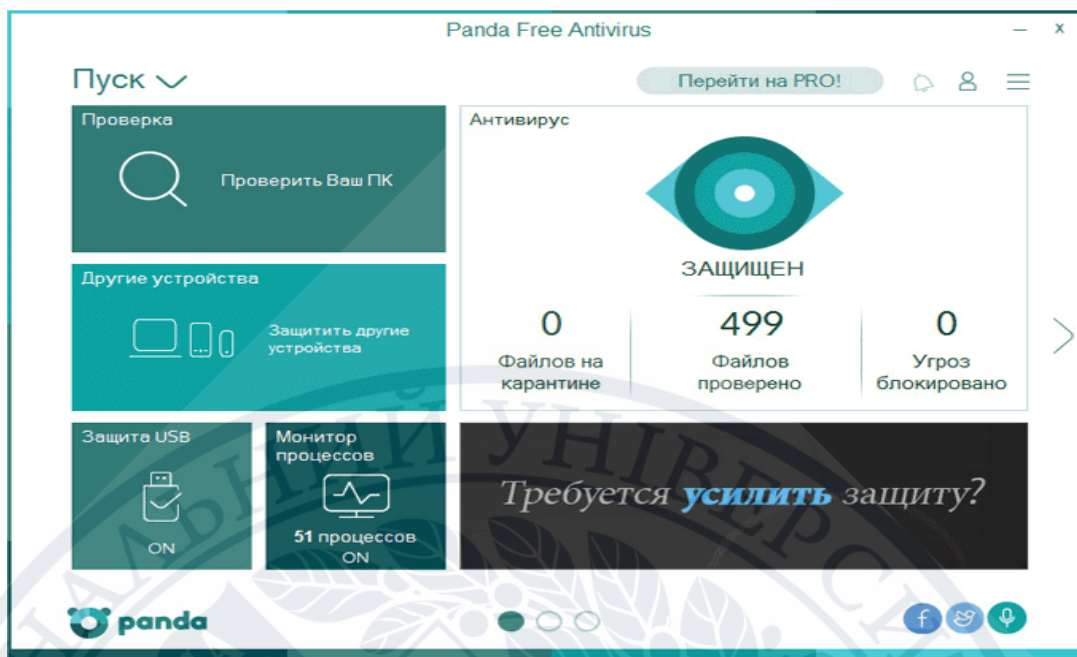 Panda Free Antivirus
Пуск
Перейти на PRO!
Проверка
Проверить Ваш ПК
Другие устройства
Защитить другие
устройства
Защита USB
ON
Монитор
процессов
51 процессов
ON
Антивирус
ЗАЩИЩЕН
0
Файлов на
карантине
499
Файлов
проверено
0
Угроз
блокировано
Требуется усилить защиту?
panda
АЛЬНИЙ УНІВЕРСИ